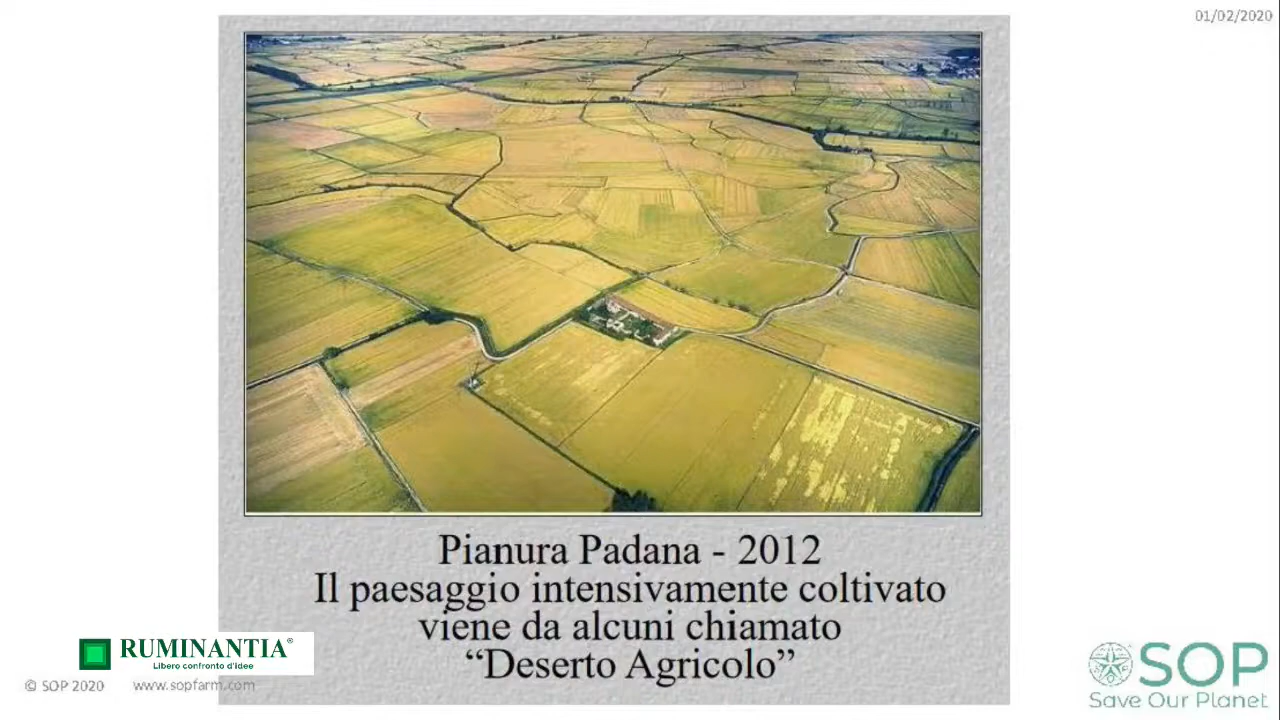 01/02/2020
Pianura Padana - 2012
Il paesaggio intensivamente coltivato
viene da alcuni chiamato
“Deserto Agricolo”
RUMINANTIA®
Libero confronto d'idee
© SOP 2020 www.sopfarm.com
SOP
Save Our Planet